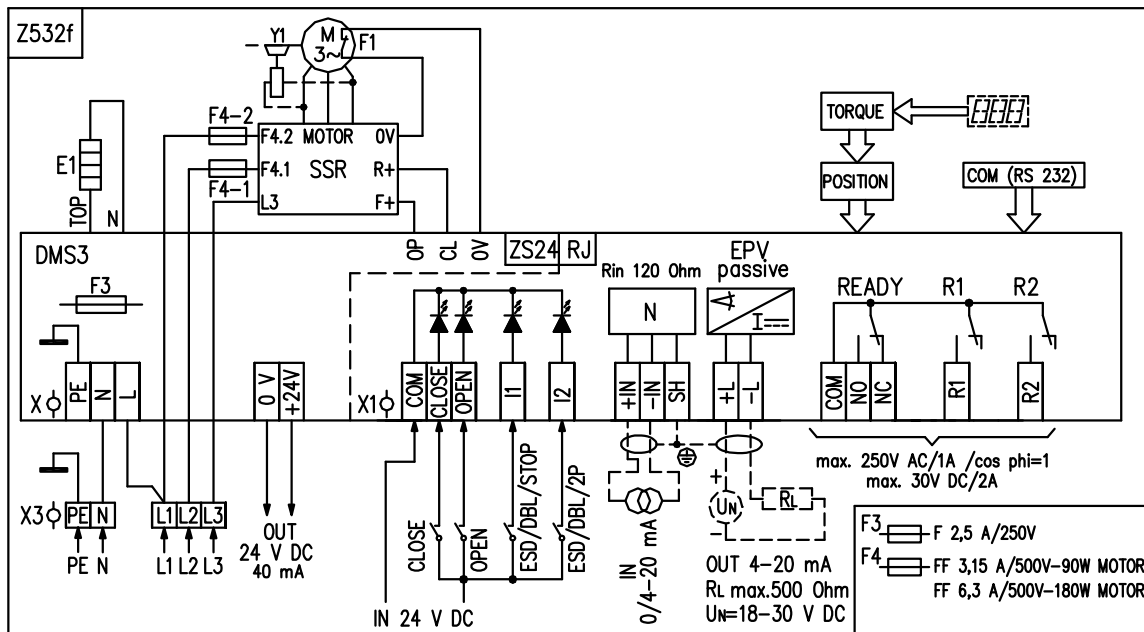 Z532f
Y1
M
3~
F1
F4-2
F4.2 MOTOR 0V
E1
F4.1 SSR R+
F4-1
L3 F+
TOP
N
TORQUE
POSITION
COM (RS 232)
DMS3
OP
CL
0V
ZS24 RJ
EPV
passive
Rin 120 Ohm
F3
N
I
READY R1 R2
X
PE
N
L
0 V
+24V
X1
COM
CLOSE
OPEN
I1
I2
+IN
-IN
SH
+L
-L
COM
NO
NC
R1
R2
max. 250V AC/1A /cos phi=1
max. 30V DC/2A
X3
PE N
L1 L2 L3
PE N
L1 L2 L3
OUT
24 V DC
40 mA
CLOSE
OPEN
ESD/DBL/STOP
ESD/DBL/2P
IN 24 V DC
IN
0/4-20 mA
+
UN
-
RL
OUT 4-20 mA
RL max.500 Ohm
UN=18-30 V DC
F3 F 2,5 A/250V
F4 FF 3,15 A/500V-90W MOTOR
FF 6,3 A/500V-180W MOTOR